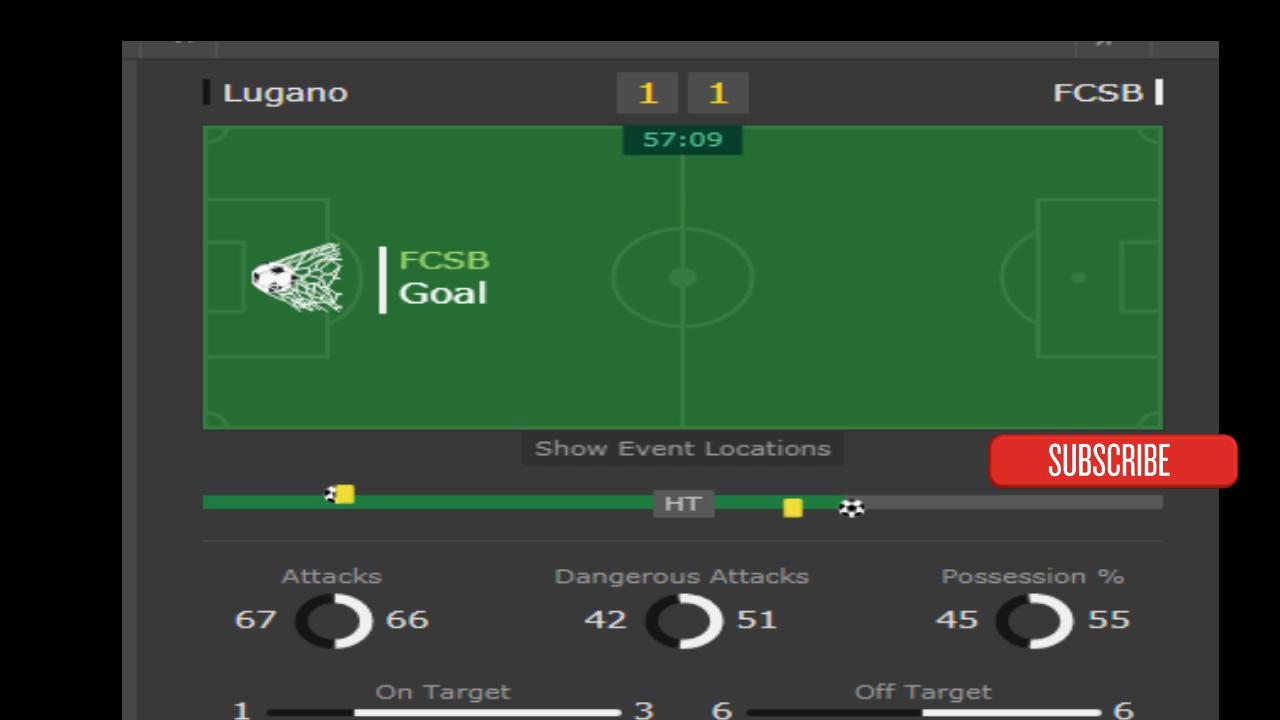 Lugano 1 1 FCSB
57:09
FCSB
Goal
Show Event Locations
SUBSCRIBE
HT
Attacks Dangerous Attacks Possession %
67 66 42 51 45 55
On Target Off Target
1 3 6 6